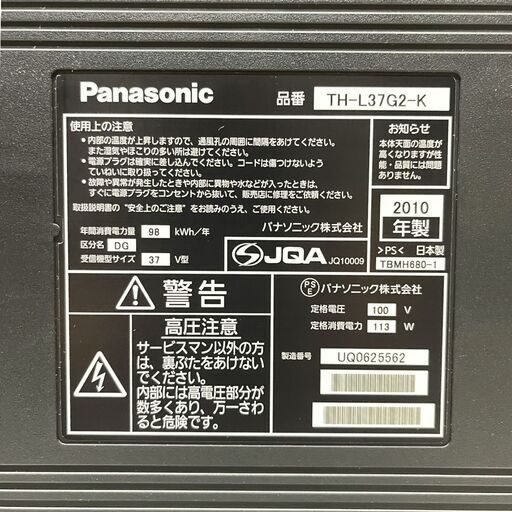 Panasonic
品番 TH-L37G2-K
使用上の注意
• 内部の温度が上昇しますので、通風孔の周囲に間隔をあけてください。
また湿気やほこりの多い所は避けてください。
• 電源プラグは確実に差し込んでください。コードは傷つけないよう
ていねいに取り扱ってください。
• 故障や異常が発生したときや内部に異物や水などが入ったときは、
すぐに電源プラグをコンセントから抜いて、販売店に修理をご依頼ください。
取扱説明書の"安全上のご注意"をお読みのうえ、ご使用ください。
お知らせ
本体天面の温度が
高くなりますが性
能・品質には問題
ありません。
年間消費電力量 98 kWh/年
区分名 DG
受信機型サイズ 37 V型
パナソニック株式会社
JQA JQ10009
2010
年製
>PS< 日本製
TBMH680-1
警告
高圧注意
サービスマン以外の方
は、裏ぶたをあけない
でください。
内部には高電圧部分が
数多くあり、万一さわ
ると危険です。
PSE パナソニック株式会社
定格電圧 100 V
定格消費電力 113 W
製造番号 UQ0625562